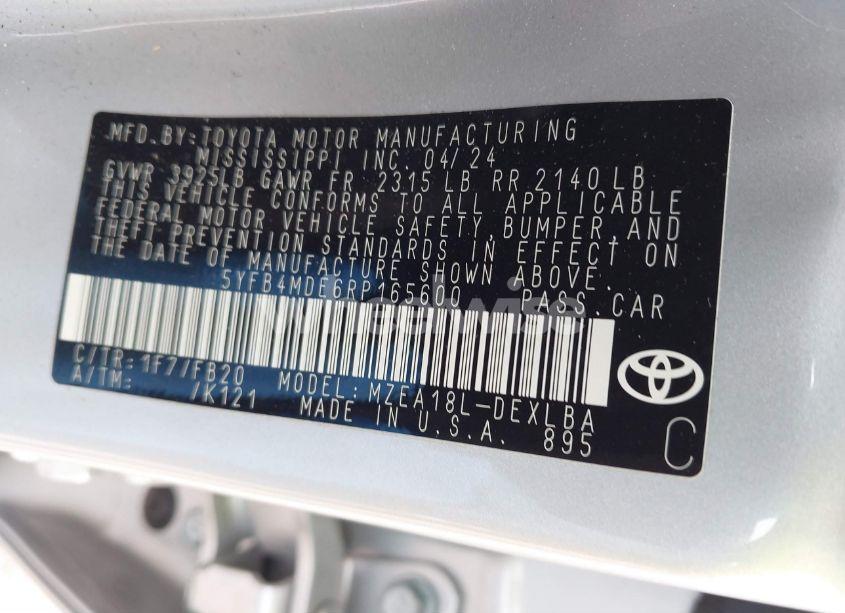 MFD.BY:TOYOTA MOTOR MANUFACTURING
MISSISSIPPI INC. 04/24
GVWR 3925LB GAWR FR 2315 LB RR 2140 LB
THIS VEHICLE CONFORMS TO ALL APPLICABLE
FEDERAL MOTOR VEHICLE SAFETY, BUMPER, AND
THEFT PREVENTION STANDARDS IN EFFECT ON
THE DATE OF MANUFACTURE SHOWN ABOVE.
5YFB4MDE6RP165600 PASS.CAR
C/TR: 1F7/FB20 MODEL: MZEA18L-DEXLBA
A/TM: /K121 MADE IN U.S.A. 895
C